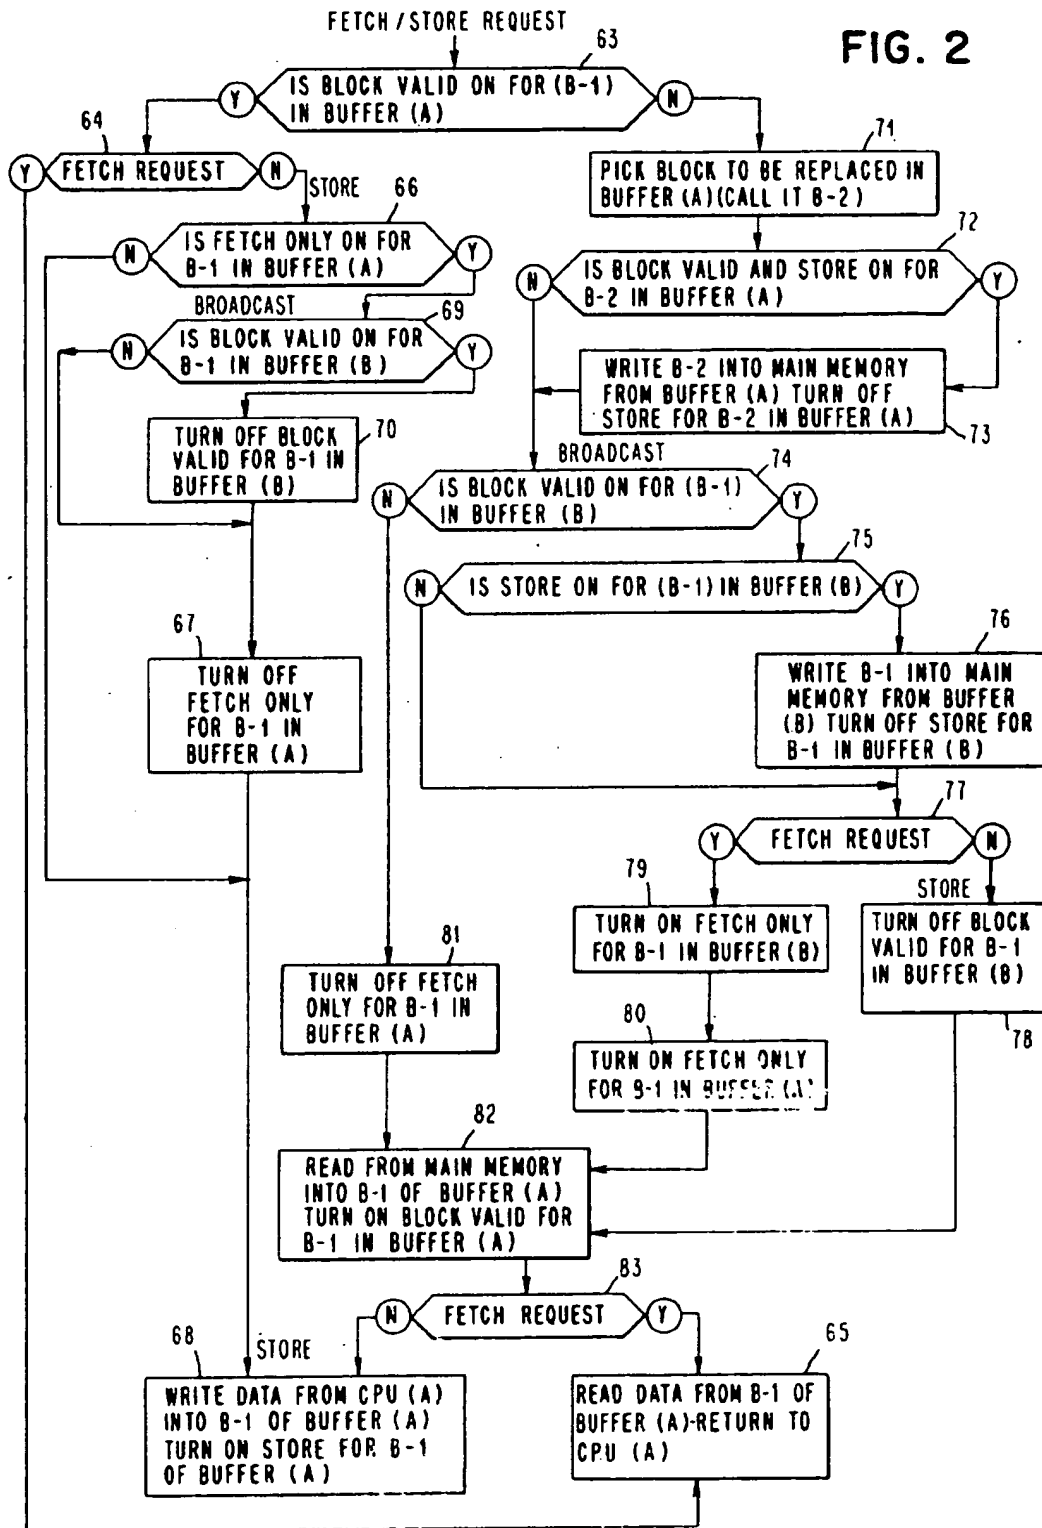 FETCH / STORE REQUEST
FIG. 2
63
IS BLOCK VALID ON FOR (B-1)
IN BUFFER (A)
Y
N
64
FETCH REQUEST
Y
N
STORE
71
PICK BLOCK TO BE REPLACED IN
BUFFER (A)(CALL IT B-2)
66
IS FETCH ONLY ON FOR
B-1 IN BUFFER (A)
N
Y
72
IS BLOCK VALID AND STORE ON FOR
B-2 IN BUFFER (A)
N
Y
BROADCAST
69
IS BLOCK VALID ON FOR
B-1 IN BUFFER (B)
N
Y
WRITE B-2 INTO MAIN MEMORY
FROM BUFFER (A) TURN OFF
STORE FOR B-2 IN BUFFER (A)
73
TURN OFF BLOCK
VALID FOR B-1 IN
BUFFER (B)
70
BROADCAST
74
IS BLOCK VALID ON FOR (B-1)
IN BUFFER (B)
N
Y
75
IS STORE ON FOR (B-1) IN BUFFER (B)
N
Y
67
TURN OFF
FETCH ONLY
FOR B-1 IN
BUFFER (A)
76
WRITE B-1 INTO MAIN
MEMORY FROM BUFFER
(B) TURN OFF STORE FOR
B-1 IN BUFFER (B)
77
FETCH REQUEST
Y
N
STORE
79
TURN ON FETCH ONLY
FOR B-1 IN BUFFER (B)
TURN OFF BLOCK
VALID FOR B-1
IN BUFFER (B)
78
81
TURN OFF FETCH
ONLY FOR B-1 IN
BUFFER (A)
80
TURN ON FETCH ONLY
FOR B-1 IN BUFFER (A)
82
READ FROM MAIN MEMORY
INTO B-1 OF BUFFER (A)
TURN ON BLOCK VALID FOR
B-1 IN BUFFER (A)
83
FETCH REQUEST
N
Y
68
STORE
WRITE DATA FROM CPU (A)
INTO B-1 OF BUFFER (A)
TURN ON STORE FOR B-1
OF BUFFER (A)
65
READ DATA FROM B-1 OF
BUFFER (A)-RETURN TO
CPU (A)